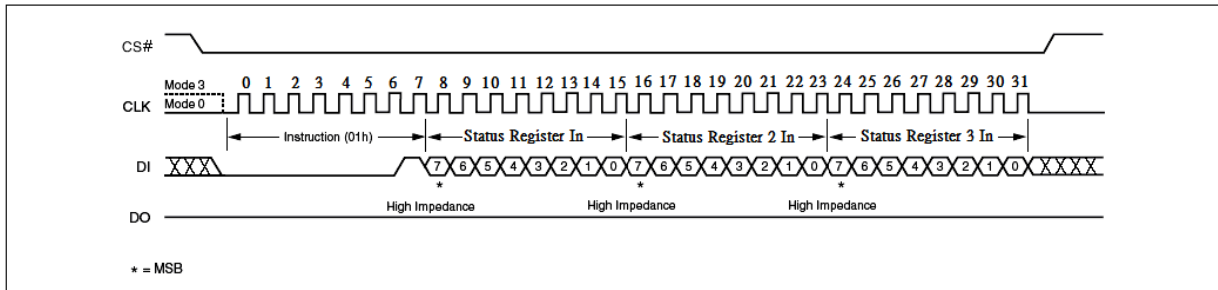 CS#
Mode 3
0 1 2 3 4 5 6 7 8 9 10 11 12 13 14 15 16 17 18 19 20 21 22 23 24 25 26 27 28 29 30 31
CLK
Mode 0
Instruction (01h) Status Register In Status Register 2 In Status Register 3 In
DI 7 6 5 4 3 2 1 0 7 6 5 4 3 2 1 0 7 6 5 4 3 2 1 0
* * *
High Impedance High Impedance High Impedance
DO
* = MSB